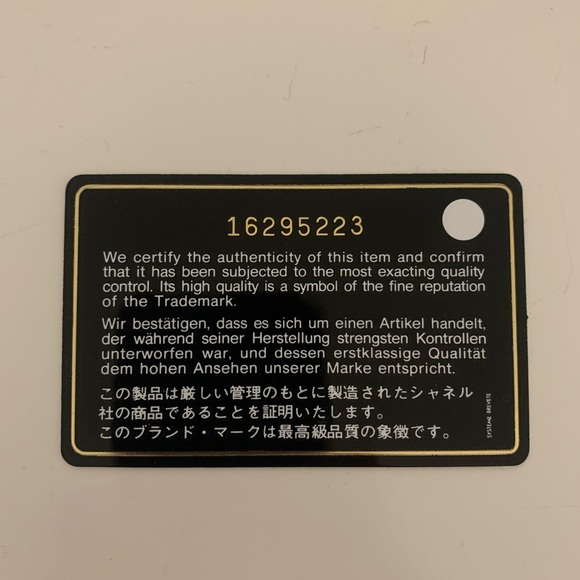 16295223
We certify the authenticity of this item and confirm
that it has been subjected to the most exacting quality
control. Its high quality is a symbol of the fine reputation
of the Trademark.
Wir bestätigen, dass es sich um einen Artikel handelt,
der während seiner Herstellung strengsten Kontrollen
unterworfen war, und dessen erstklassige Qualität
dem hohen Ansehen unserer Marke entspricht.
この製品は厳しい管理のもとに製造されたシャネル
社の商品であることを証明いたします。
このブランド・マークは最高級品質の象徴です。
SYSTEME BREVETE